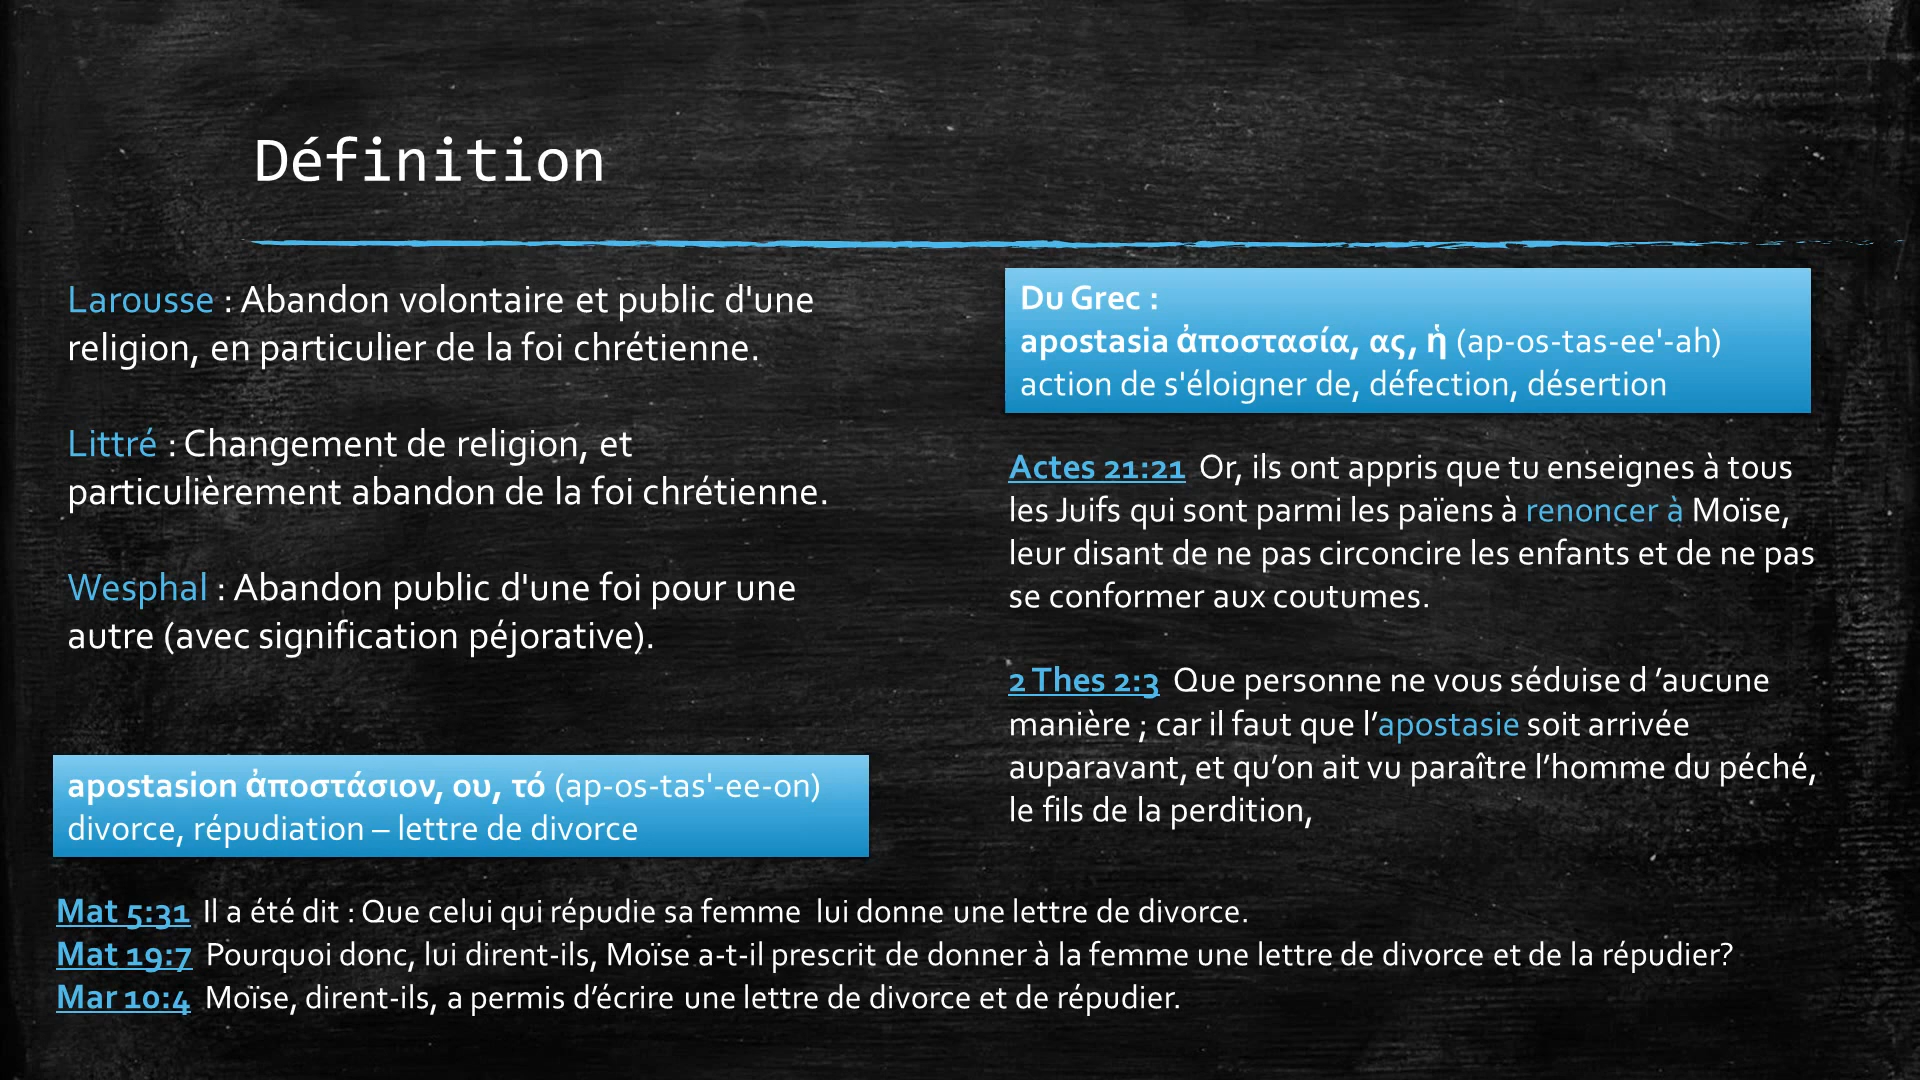 Définition
Larousse : Abandon volontaire et public d'une
religion, en particulier de la foi chrétienne.
Littré : Changement de religion, et
particulièrement abandon de la foi chrétienne.
Wesphal : Abandon public d'une foi pour une
autre (avec signification péjorative).
Du Grec :
apostasia ἀποστασία, ας, ἡ (ap-os-tas-ee'-ah)
action de s'éloigner de, défection, désertion
Actes 21:21 Or, ils ont appris que tu enseignes à tous
les Juifs qui sont parmi les païens à renoncer à Moïse,
leur disant de ne pas circoncire les enfants et de ne pas
se conformer aux coutumes.
2 Thes 2:3 Que personne ne vous séduise d ’aucune
manière ; car il faut que l’apostasie soit arrivée
auparavant, et qu’on ait vu paraître l’homme du péché,
le fils de la perdition,
apostasion ἀποστάσιον, ου, τό (ap-os-tas'-ee-on)
divorce, répudiation – lettre de divorce
Mat 5:31 Il a été dit : Que celui qui répudie sa femme lui donne une lettre de divorce.
Mat 19:7 Pourquoi donc, lui dirent-ils, Moïse a-t-il prescrit de donner à la femme une lettre de divorce et de la répudier?
Mar 10:4 Moïse, dirent-ils, a permis d’écrire une lettre de divorce et de répudier.